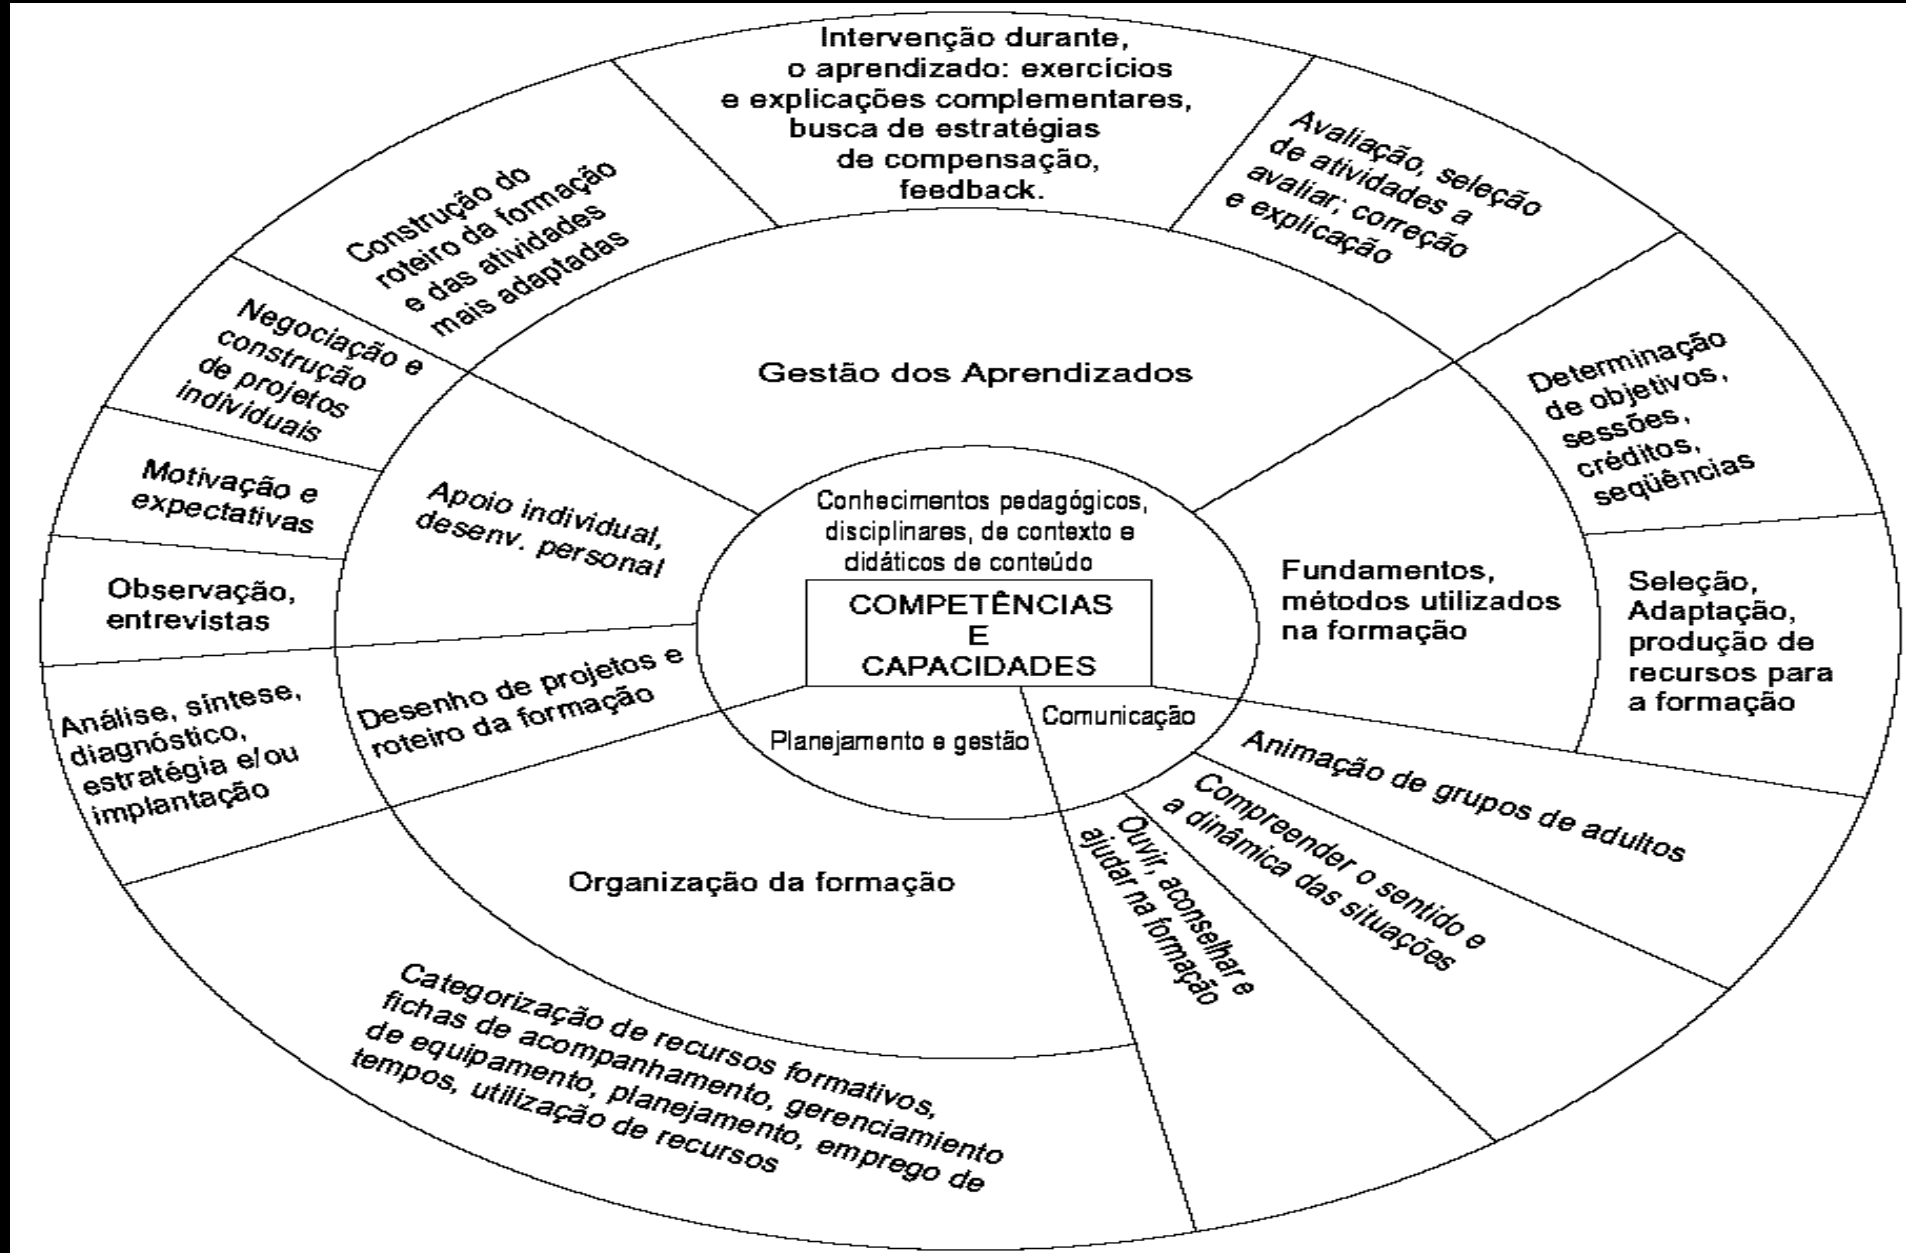 Intervenção durante,
o aprendizado: exercícios
e explicações complementares,
busca de estratégias
de compensação,
feedback.
Avaliação, seleção
de atividades a
avaliar; correção
e explicação
Construção do
roteiro da formação
e das atividades
mais adaptadas
Negociação e
construção
de projetos
individuais
Gestão dos Aprendizados
Determinação
de objetivos,
sessões,
créditos,
seqüências
Motivação e
expectativas
Apoio individual,
desenv. personal
Conhecimentos pedagógicos,
disciplinares, de contexto e
didáticos de conteúdo
COMPETÊNCIAS
E
CAPACIDADES
Fundamentos,
métodos utilizados
na formação
Seleção,
Adaptação,
produção de
recursos para
a formação
Observação,
entrevistas
Análise, síntese,
diagnóstico,
estratégia e/ou
implantação
Desenho de projetos e
roteiro da formação
Planejamento e gestão
Comunicação
Animação de grupos de adultos
Compreender o sentido e
a dinâmica das situações
Ouvir, aconselhar e
ajudar na formação
Organização da formação
Categorização de recursos formativos,
fichas de acompanhamento, gerenciamiento
de equipamento, planejamento, emprego de
tempos, utilização de recursos